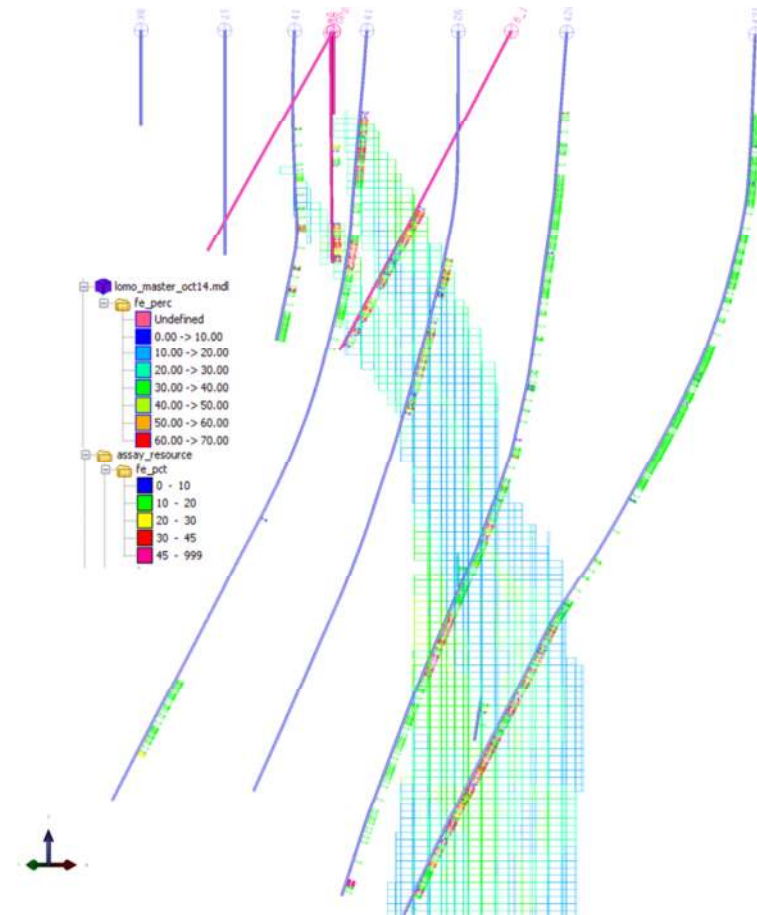 lomo_master_oct14.mdl
fe_perc
Undefined
0.00 -> 10.00
10.00 -> 20.00
20.00 -> 30.00
30.00 -> 40.00
40.00 -> 50.00
50.00 -> 60.00
60.00 -> 70.00
assay_resource
fe_pct
0 - 10
10 - 20
20 - 30
30 - 45
45 - 999